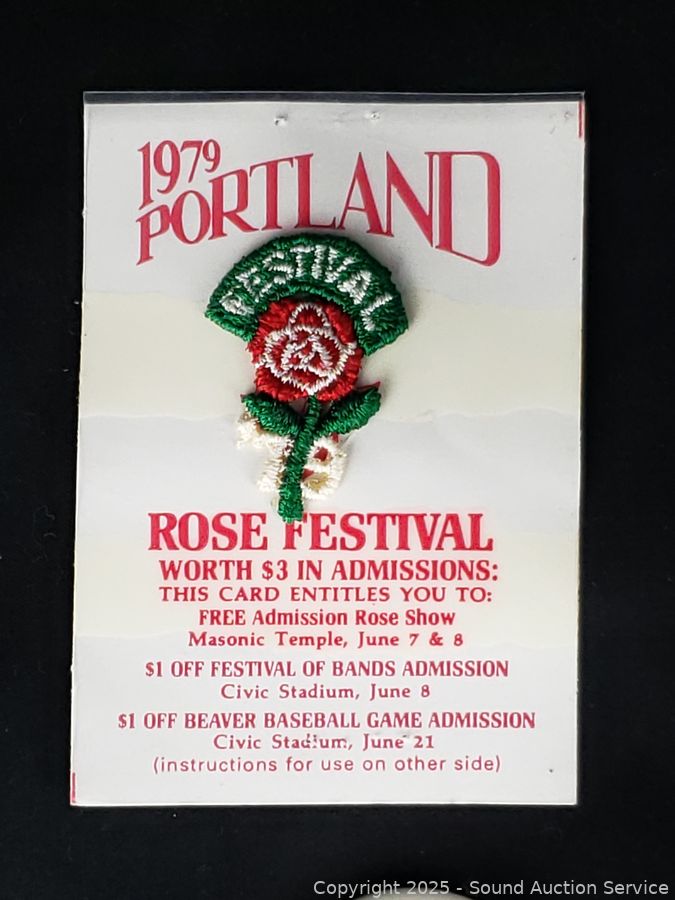 1979
PORTLAND
FESTIVAL
79
ROSE FESTIVAL
WORTH $3 IN ADMISSIONS:
THIS CARD ENTITLES YOU TO:
FREE Admission Rose Show
Masonic Temple, June 7 & 8
$1 OFF FESTIVAL OF BANDS ADMISSION
Civic Stadium, June 8
$1 OFF BEAVER BASEBALL GAME ADMISSION
Civic Stadium, June 21
(instructions for use on other side)
Copyright 2025 - Sound Auction Service